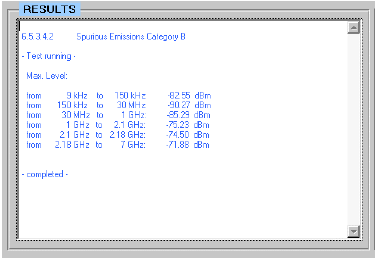 RESULTS
6.5.3.4.2 Spurious Emissions Category B
- Test running -
Max. Level:
from 9 kHz to 150 kHz: -82.55 dBm
from 150 kHz to 30 MHz: -90.27 dBm
from 30 MHz to 1 GHz: -85.29 dBm
from 1 GHz to 2.1 GHz: -75.23 dBm
from 2.1 GHz to 2.18 GHz: -74.50 dBm
from 2.18 GHz to 7 GHz: -71.88 dBm
- completed -